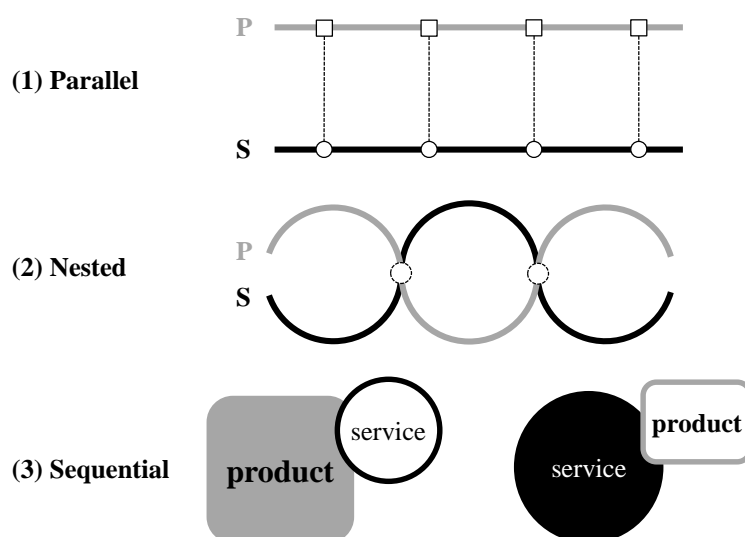 P
(1) Parallel
S
P
(2) Nested
S
service
product
(3) Sequential
product
service